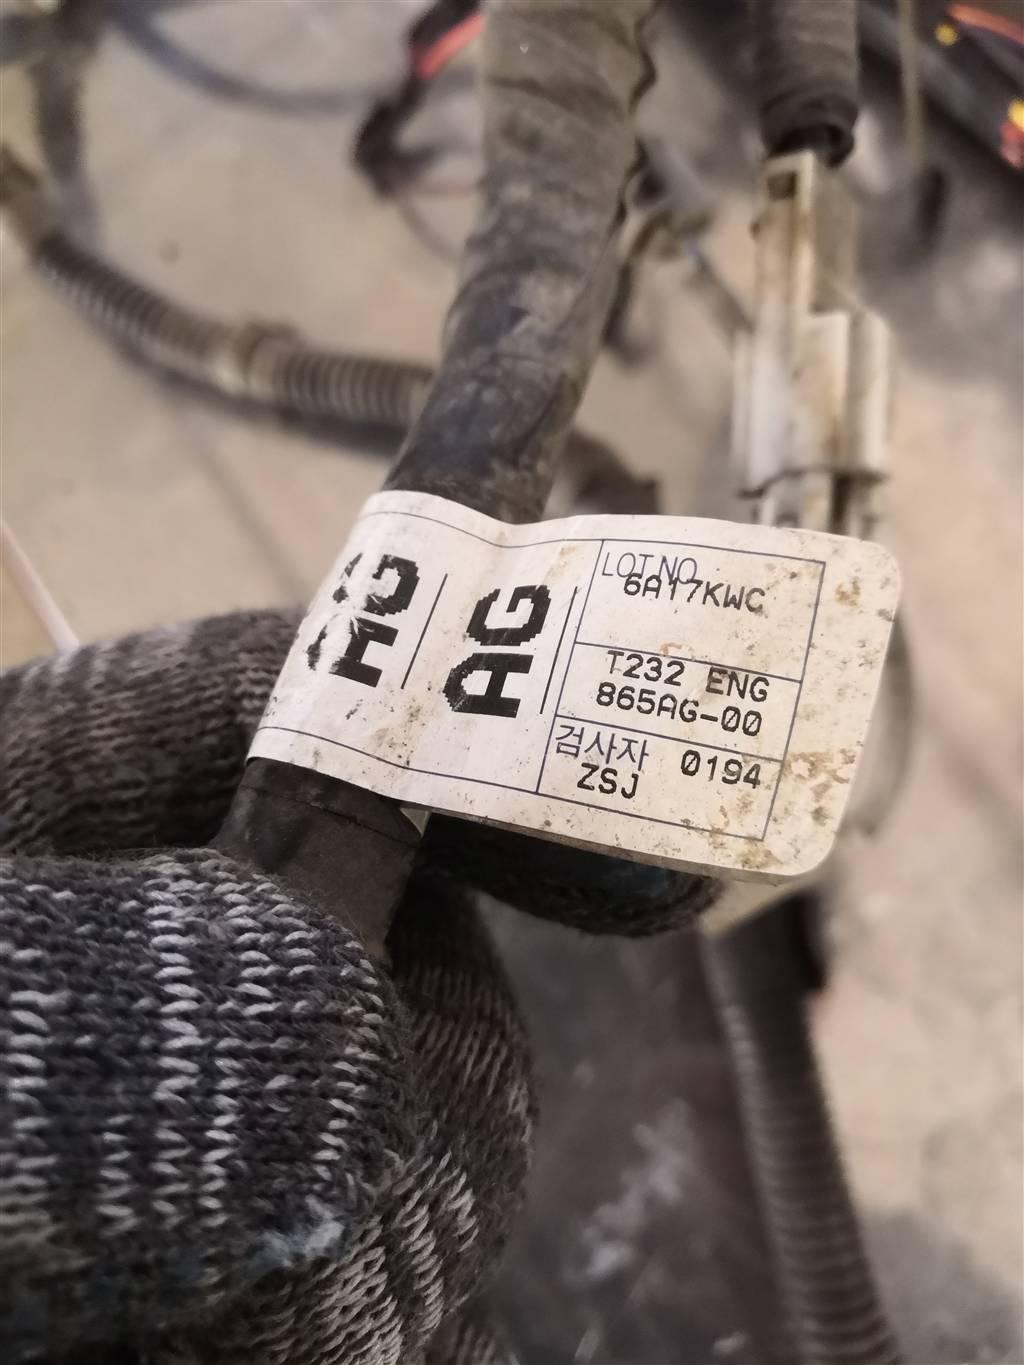 AG
LOT NO
6A17KWC
T232 ENG
865AG-00
검사자 0194
ZSJ